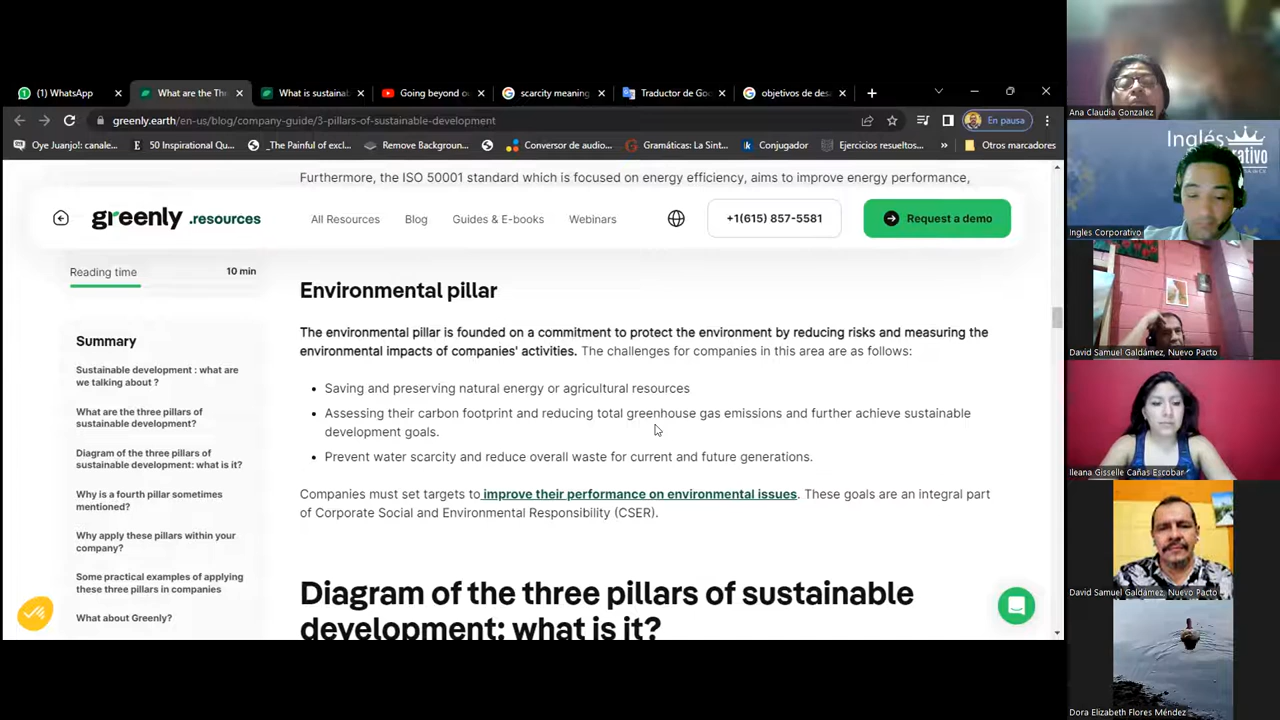 (1) WhatsApp
What are the Thr
What is sustaina
Going beyond o
scarcity meaning
Traductor de Goo
objetivos de des
greenly.earth/en-us/blog/company-guide/3-pillars-of-sustainable-development
En pausa
Oye Juanjo!: canale...
50 Inspirational Qu...
_The Painful of excl...
Remove Background...
Conversor de audio...
Gramáticas: La Sint...
Conjugador
Ejercicios resueltos...
»
Otros marcadores
Furthermore, the ISO 50001 standard which is focused on energy efficiency, aims to improve energy performance,
greenly .resources
All Resources
Blog
Guides & E-books
Webinars
+1(615) 857-5581
Request a demo
Reading time
10 min
Summary
Sustainable development : what are
we talking about ?
What are the three pillars of
sustainable development?
Diagram of the three pillars of
sustainable development: what is it?
Why is a fourth pillar sometimes
mentioned?
Why apply these pillars within your
company?
Some practical examples of applying
these three pillars in companies
What about Greenly?
Environmental pillar
The environmental pillar is founded on a commitment to protect the environment by reducing risks and measuring the
environmental impacts of companies' activities. The challenges for companies in this area are as follows:
• Saving and preserving natural energy or agricultural resources
• Assessing their carbon footprint and reducing total greenhouse gas emissions and further achieve sustainable
development goals.
• Prevent water scarcity and reduce overall waste for current and future generations.
Companies must set targets to improve their performance on environmental issues. These goals are an integral part
of Corporate Social and Environmental Responsibility (CSER).
Diagram of the three pillars of sustainable
development: what is it?
Ana Claudia Gonzalez
Inglés
Ingles Corporativo
David Samuel Galdámez, Nuevo Pacto
Ileana Gisselle Cañas Escobar
David Samuel Galdámez, Nuevo Pacto
Dora Elizabeth Flores Méndez